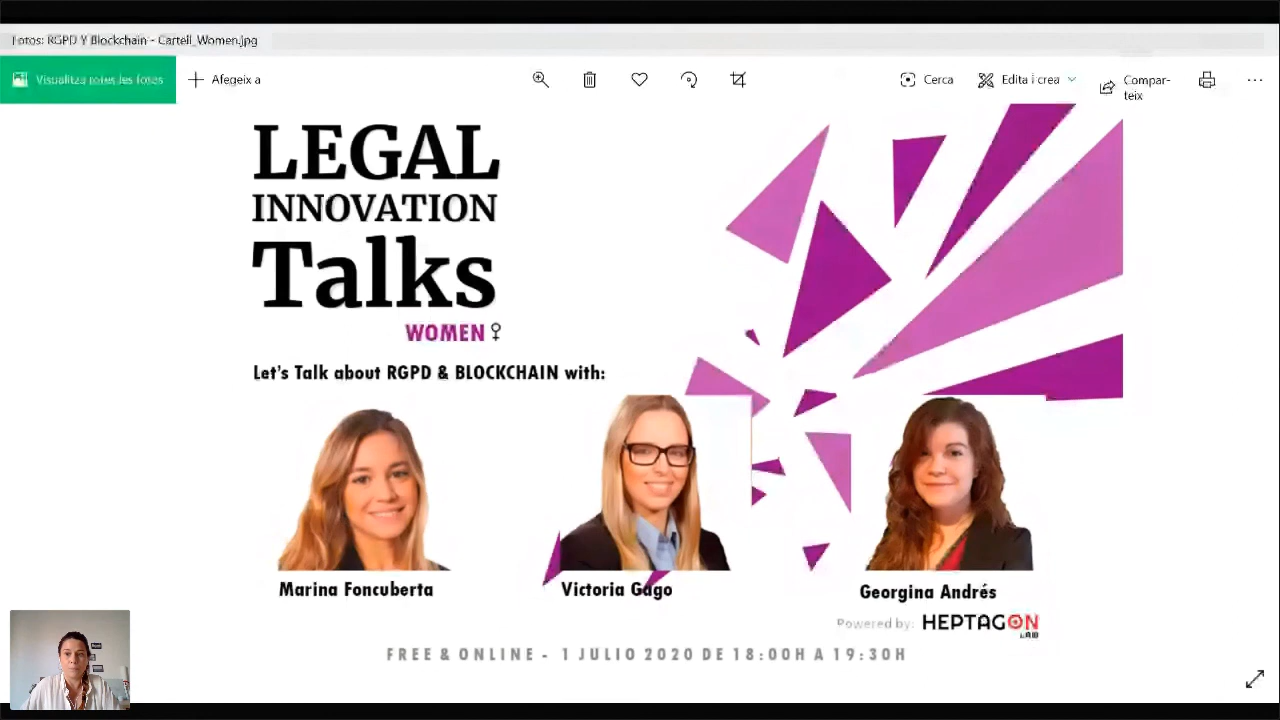 Fotos: RGPD Y Blockchain - Cartell_Women.jpg
Visualitza totes les fotos
Afegeix a
Cerca
Edita i crea
Compar-
teix
LEGAL
INNOVATION
Talks
WOMEN
Let's Talk about RGPD & BLOCKCHAIN with:
Marina Foncuberta
Victoria Gago
Georgina Andrés
Powered by: HEPTAGON
LAB
FREE & ONLINE - 1 JULIO 2020 DE 18:00H A 19:30H